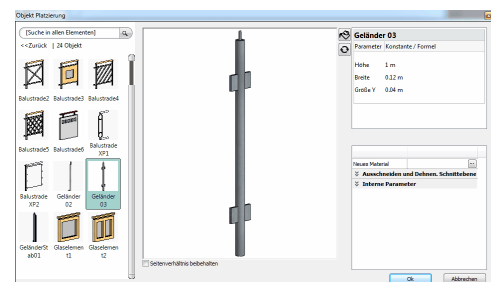 Objekt Platzierung
[Suche in allen Elementen]
<<Zurück | 24 Objekt
Balustrade2 Balustrade3 Balustrade4
Balustrade5 Balustrade6 Balustrade XP1
Balustrade XP2 Geländer 02 Geländer 03
GeländerSt ab01 Glaselemen t1 Glaselemen t2
Seitenverhältnis beibehalten
Geländer 03
Parameter Konstante / Formel
Höhe 1 m
Breite 0.12 m
Größe Y 0.04 m
Neues Material ...
Ausschneiden und Dehnen. Schnittebene
Interne Parameter
Ok Abbrechen